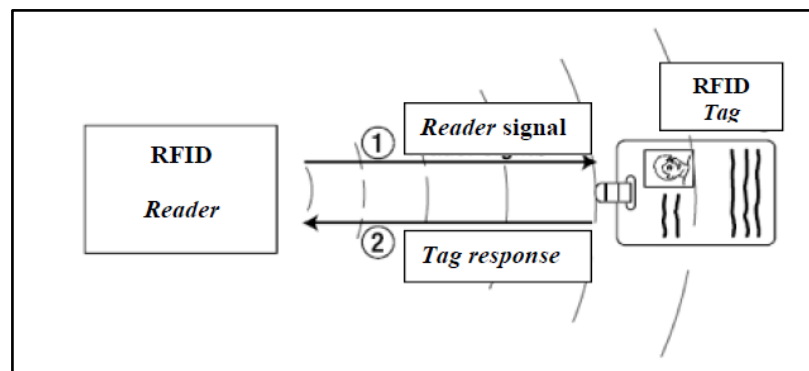 RFID
Reader
①
Reader signal
②
Tag response
RFID
Tag